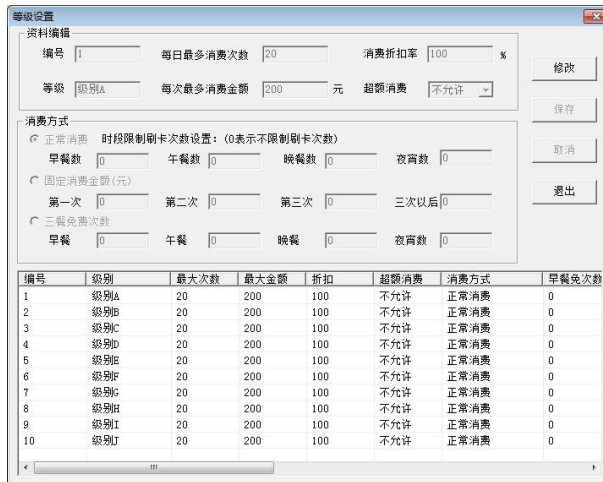 等级设置
资料编辑
编号 1 每日最多消费次数 20 消费折扣率 100 %
修改
等级 级别A 每次最多消费金额 200 元 超额消费 不允许
保存
消费方式
正常消费 时段限制刷卡次数设置：(0表示不限制刷卡次数)
取消
早餐数 0 午餐数 0 晚餐数 0 夜宵数 0
固定消费金额(元)
退出
第一次 0 第二次 0 第三次 0 三次以后 0
三餐免费次数
早餐 0 午餐 0 晚餐 0 夜宵数 0
编号 级别 最大次数 最大金额 折扣 超额消费 消费方式 早餐免次数
1 级别A 20 200 100 不允许 正常消费 0
2 级别B 20 200 100 不允许 正常消费 0
3 级别C 20 200 100 不允许 正常消费 0
4 级别D 20 200 100 不允许 正常消费 0
5 级别E 20 200 100 不允许 正常消费 0
6 级别F 20 200 100 不允许 正常消费 0
7 级别G 20 200 100 不允许 正常消费 0
8 级别H 20 200 100 不允许 正常消费 0
9 级别I 20 200 100 不允许 正常消费 0
10 级别J 20 200 100 不允许 正常消费 0